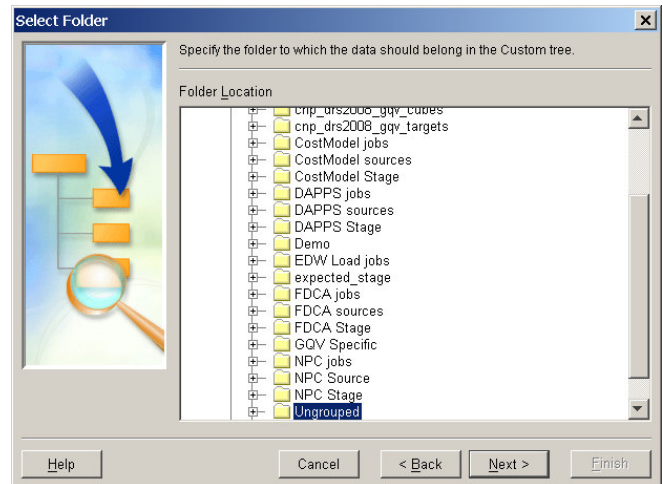 Select Folder
Specify the folder to which the data should belong in the Custom tree.
Folder Location
cnp_drs2008_gqv_cubes
cnp_drs2008_gqv_targets
CostModel jobs
CostModel sources
CostModel Stage
DAPPS jobs
DAPPS sources
DAPPS Stage
Demo
EDW Load jobs
expected_stage
FDCA jobs
FDCA sources
FDCA Stage
GQV Specific
NPC jobs
NPC Source
NPC Stage
Ungrouped
Help Cancel < Back Next > Finish